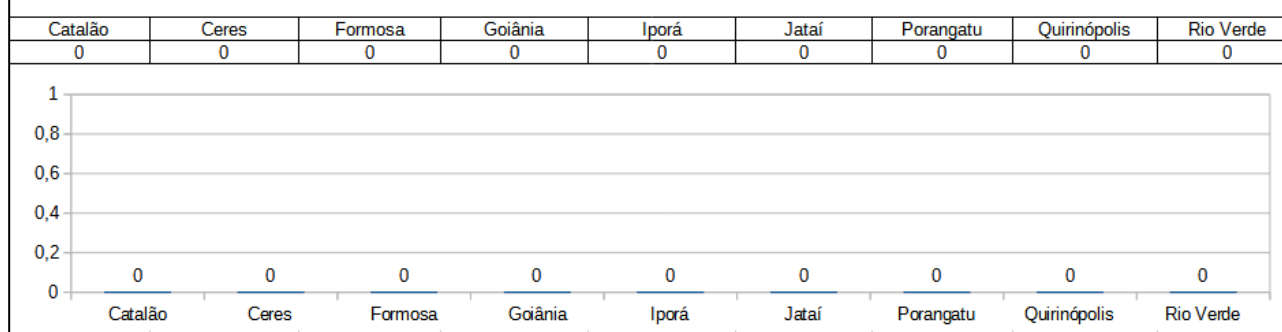 Catalão Ceres Formosa Goiânia Iporá Jataí Porangatu Quirinópolis Rio Verde
0 0 0 0 0 0 0 0 0
1
0,8
0,6
0,4
0,2
0 0 0 0 0 0 0 0 0
0
Catalão Ceres Formosa Goiânia Iporá Jataí Porangatu Quirinópolis Rio Verde